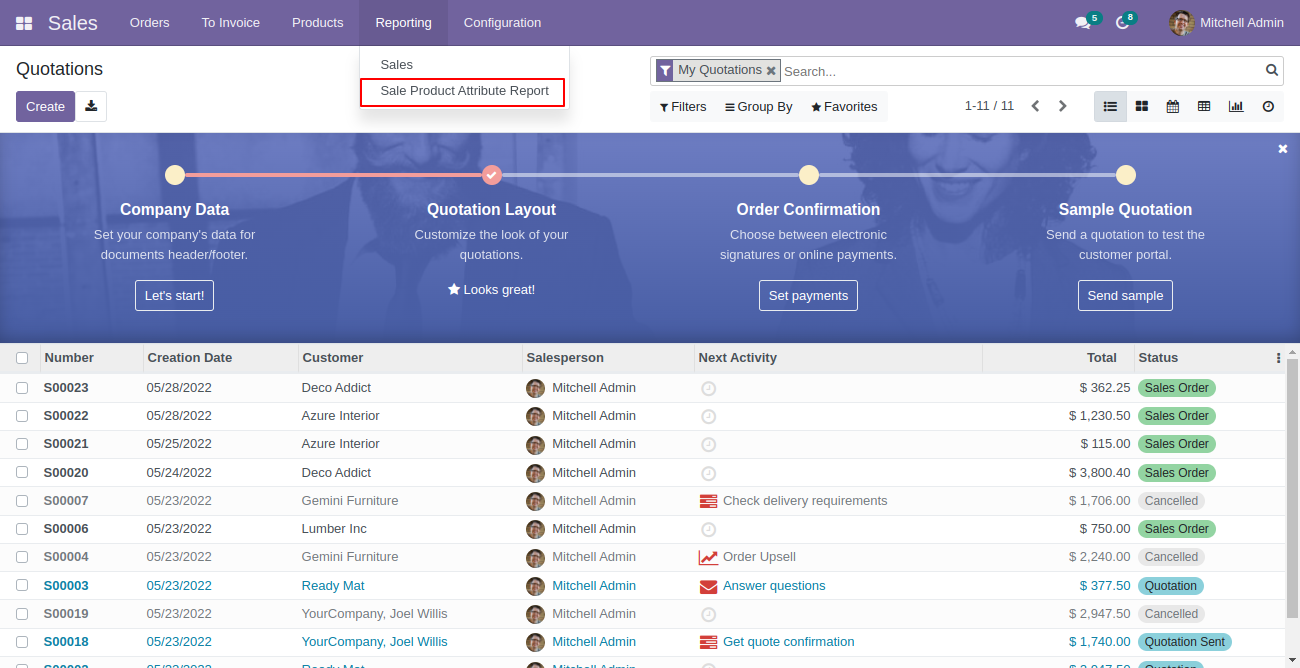 Sales Orders To Invoice Products Reporting Configuration 5 8 Mitchell Admin
Quotations
Sales
Sale Product Attribute Report
My Quotations Search...
Create
Filters Group By Favorites 1-11 / 11
Company Data Quotation Layout Order Confirmation Sample Quotation
Set your company's data for Customize the look of your Choose between electronic Send a quotation to test the
documents header/footer. quotations. signatures or online payments. customer portal.
Let's start! Looks great! Set payments Send sample
Number Creation Date Customer Salesperson Next Activity Total Status
S00023 05/28/2022 Deco Addict Mitchell Admin $ 362.25 Sales Order
S00022 05/28/2022 Azure Interior Mitchell Admin $ 1,230.50 Sales Order
S00021 05/25/2022 Azure Interior Mitchell Admin $ 115.00 Sales Order
S00020 05/24/2022 Deco Addict Mitchell Admin $ 3,800.40 Sales Order
S00007 05/23/2022 Gemini Furniture Mitchell Admin Check delivery requirements $ 1,706.00 Cancelled
S00006 05/23/2022 Lumber Inc Mitchell Admin $ 750.00 Sales Order
S00004 05/23/2022 Gemini Furniture Mitchell Admin Order Upsell $ 2,240.00 Cancelled
S00003 05/23/2022 Ready Mat Mitchell Admin Answer questions $ 377.50 Quotation
S00019 05/23/2022 YourCompany, Joel Willis Mitchell Admin $ 2,947.50 Cancelled
S00018 05/23/2022 YourCompany, Joel Willis Mitchell Admin Get quote confirmation $ 1,740.00 Quotation Sent
05/23/2022 Ready Mat Mitchell Admin Quotation